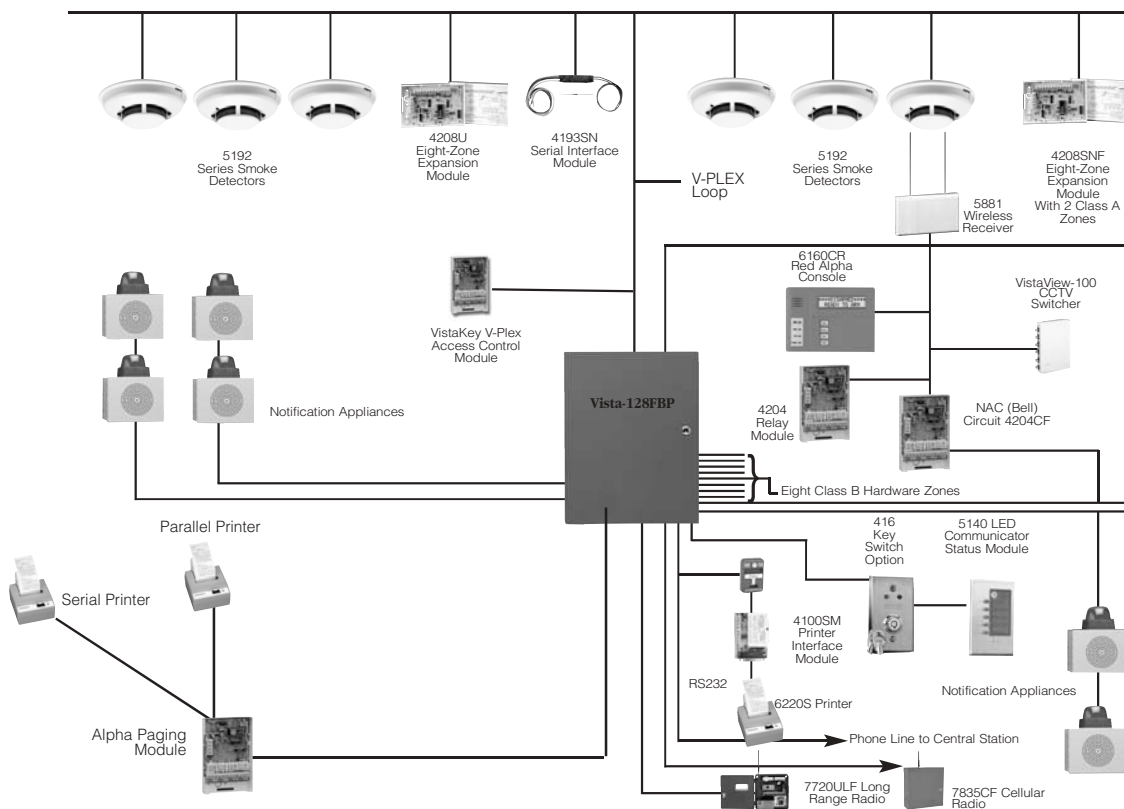 5192
Series Smoke
Detectors
4208U
Eight-Zone
Expansion
Module
4193SN
Serial Interface
Module
V-PLEX
Loop
5192
Series Smoke
Detectors
5881
Wireless
Receiver
4208SNF
Eight-Zone
Expansion
Module
With 2 Class A
Zones
6160CR
Red Alpha
Console
READY TO ARM
VistaView-100
CCTV
Switcher
VistaKey V-Plex
Access Control
Module
Notification Appliances
Vista-128FBP
4204
Relay
Module
NAC (Bell)
Circuit 4204CF
Eight Class B Hardware Zones
Parallel Printer
Serial Printer
416
Key
Switch
Option
5140 LED
Communicator
Status Module
4100SM
Printer
Interface
Module
RS232
6220S Printer
Notification Appliances
Alpha Paging
Module
Phone Line to Central Station
7720ULF Long
Range Radio
7835CF Cellular
Radio